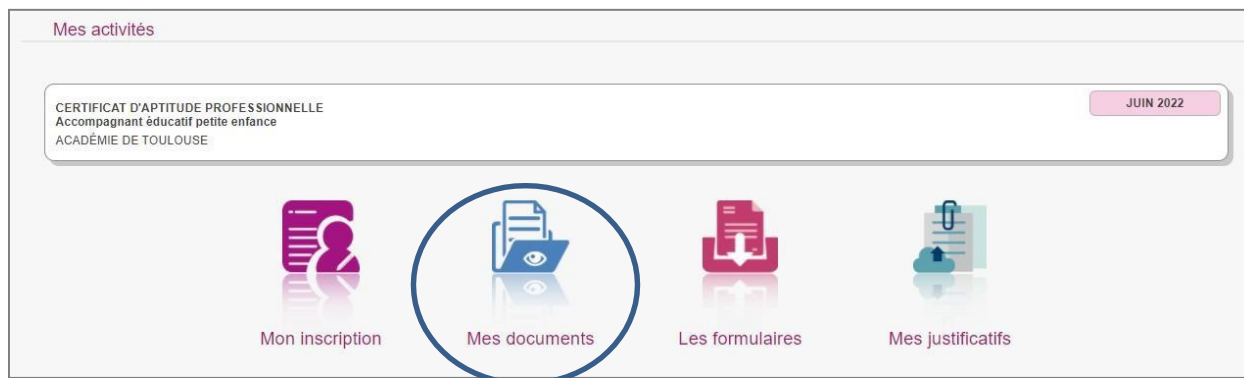 Mes activités
CERTIFICAT D'APTITUDE PROFESSIONNELLE
JUIN 2022
Accompagnant éducatif petite enfance
ACADÉMIE DE TOULOUSE
Mon inscription
Mes documents
Les formulaires
Mes justificatifs